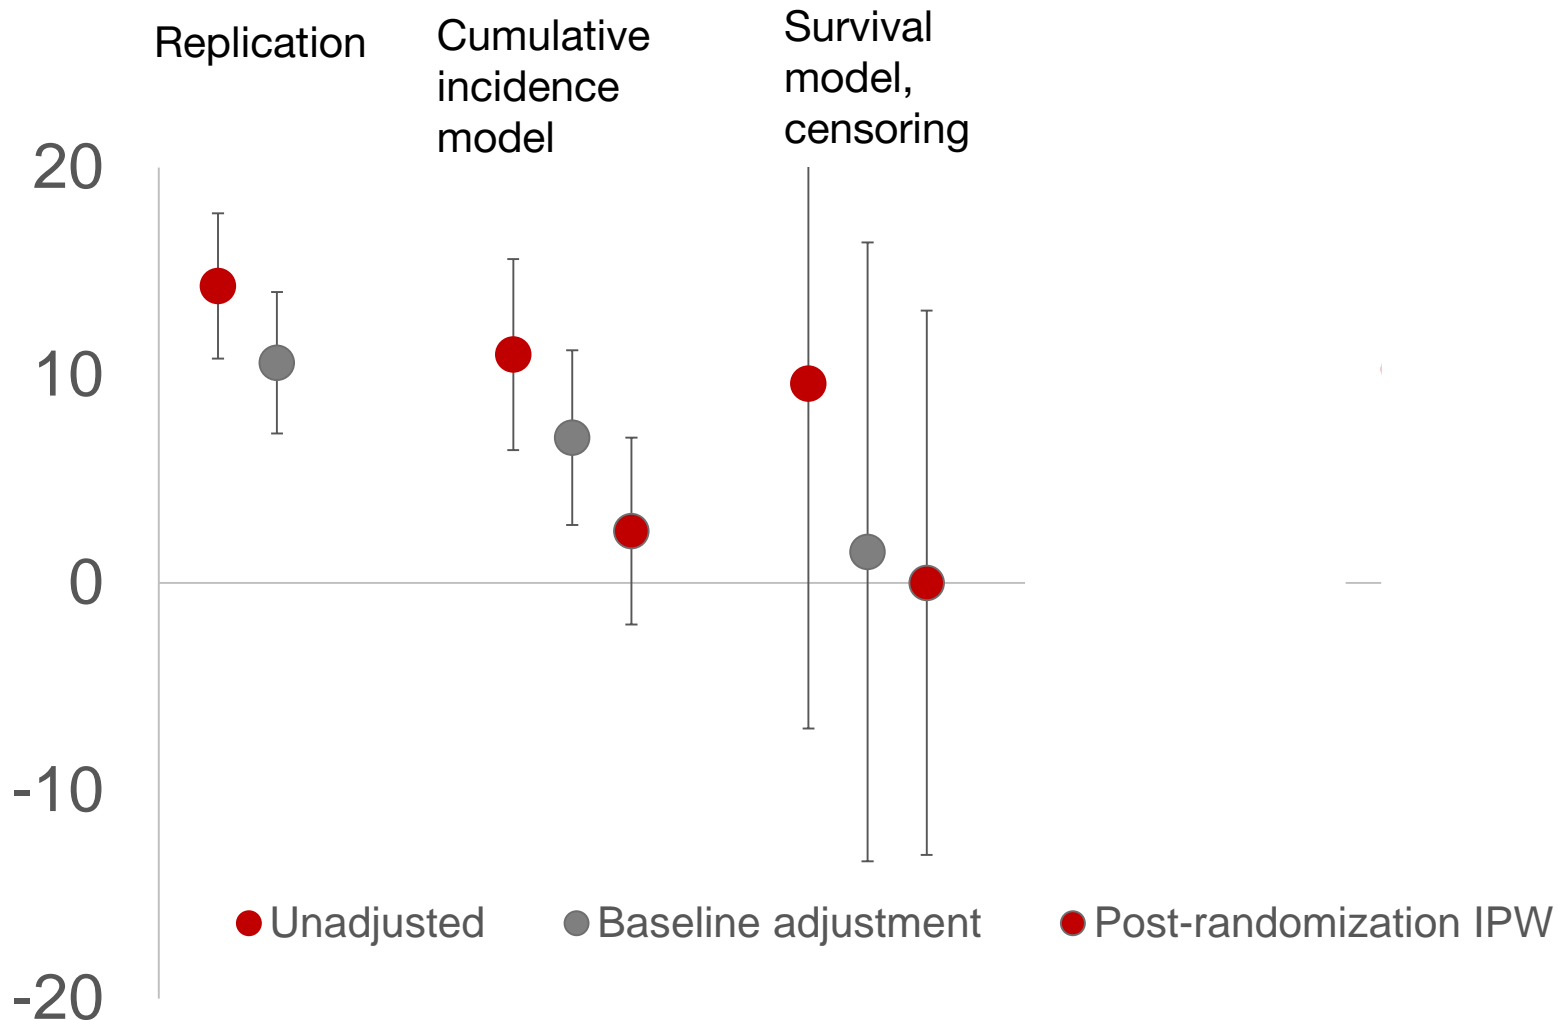 Replication
Cumulative
incidence
model
Survival
model,
censoring
20
10
0
-10
-20
Unadjusted
Baseline adjustment
Post-randomization IPW